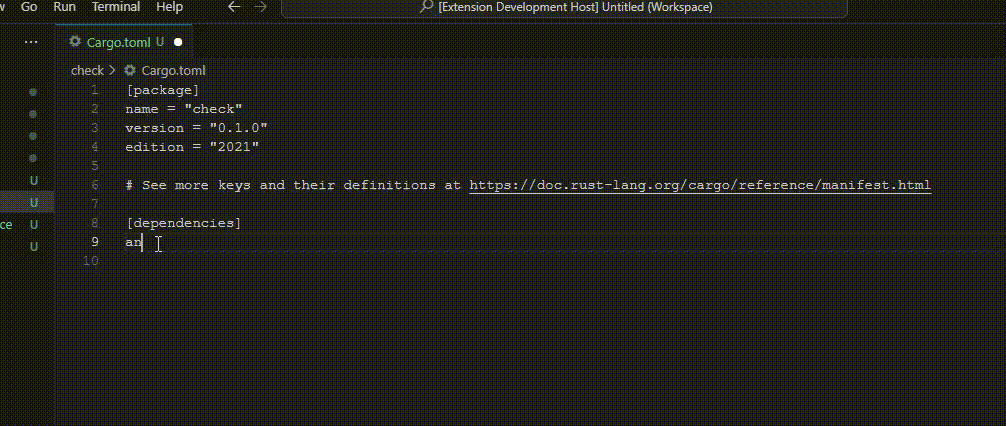 Go Run Terminal Help ← → [Extension Development Host] Untitled (Workspace)
... Cargo.toml U
check > Cargo.toml
1 [package]
2 name = "check"
3 version = "0.1.0"
4 edition = "2021"
5
6 # See more keys and their definitions at https://doc.rust-lang.org/cargo/reference/manifest.html
7
8 [dependencies]
9 an
10
U
U
ce U
U